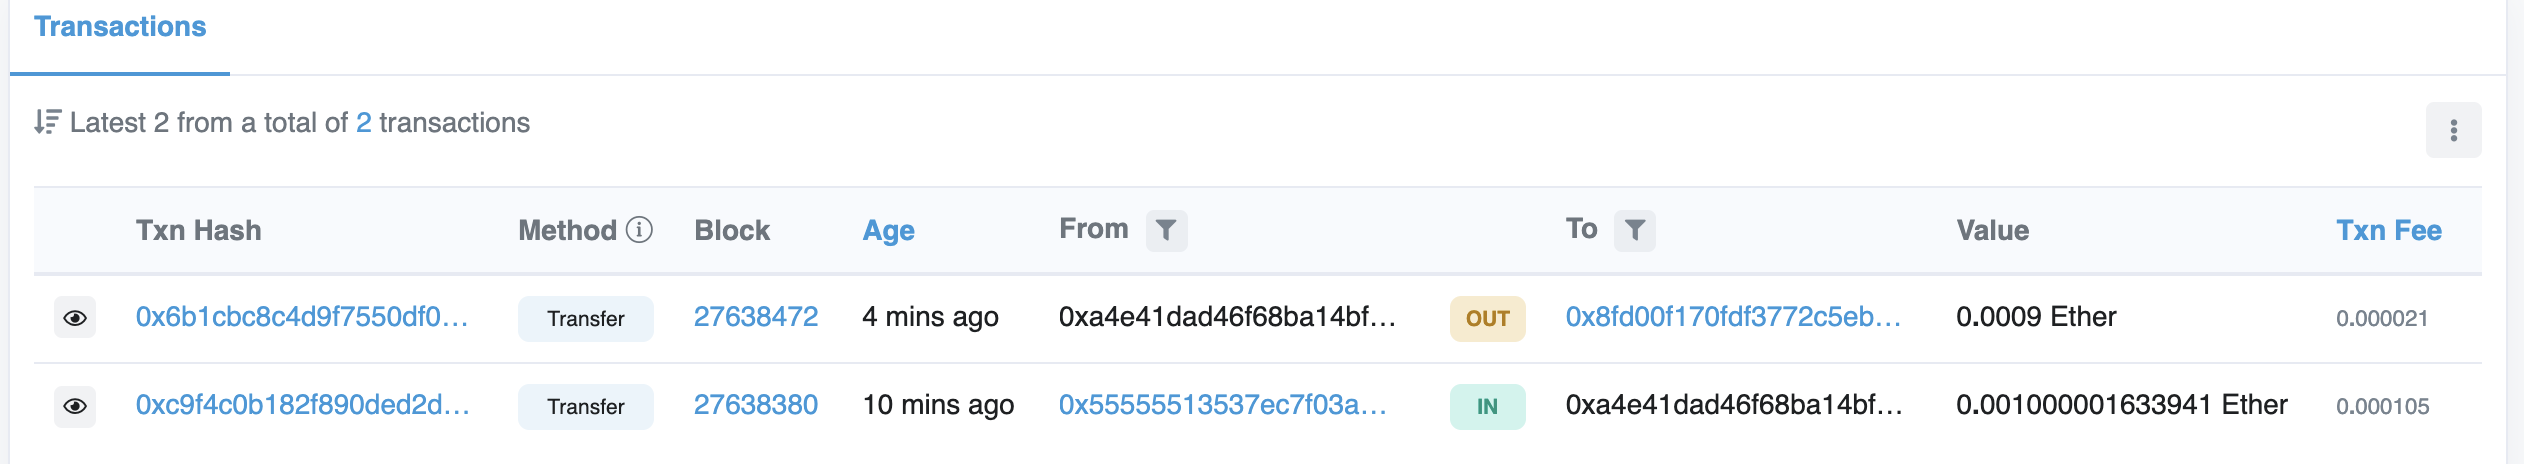 Transactions
Latest 2 from a total of 2 transactions
Txn Hash Method Block Age From To Value Txn Fee
0x6b1cbc8c4d9f7550df0... Transfer 27638472 4 mins ago 0xa4e41dad46f68ba14bf... OUT 0x8fd00f170fdf3772c5eb... 0.0009 Ether 0.000021
0xc9f4c0b182f890ded2d... Transfer 27638380 10 mins ago 0x55555513537ec7f03a... IN 0xa4e41dad46f68ba14bf... 0.001000001633941 Ether 0.000105